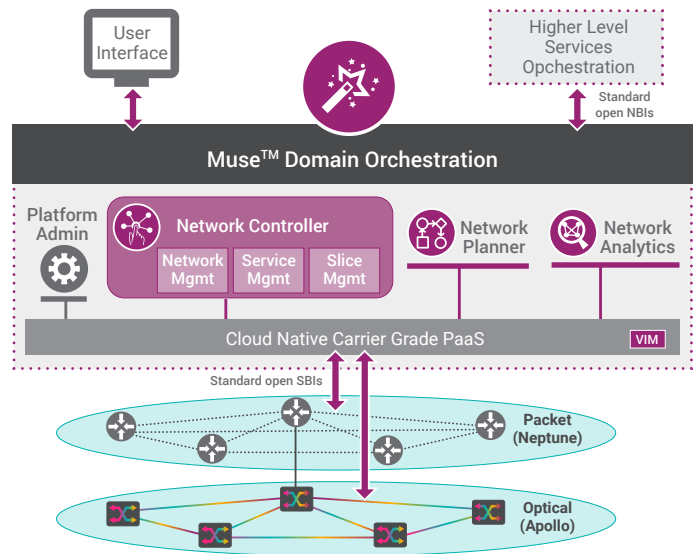 User
Interface
Higher Level
Services
Opchestration
Standard
open NBIs
Muse™ Domain Orchestration
Platform
Admin
Network Controller
Network
Mgmt
Service
Mgmt
Slice
Mgmt
Network
Planner
Network
Analytics
Cloud Native Carrier Grade PaaS
VIM
Standard open SBIs
Packet
(Neptune)
Optical
(Apollo)